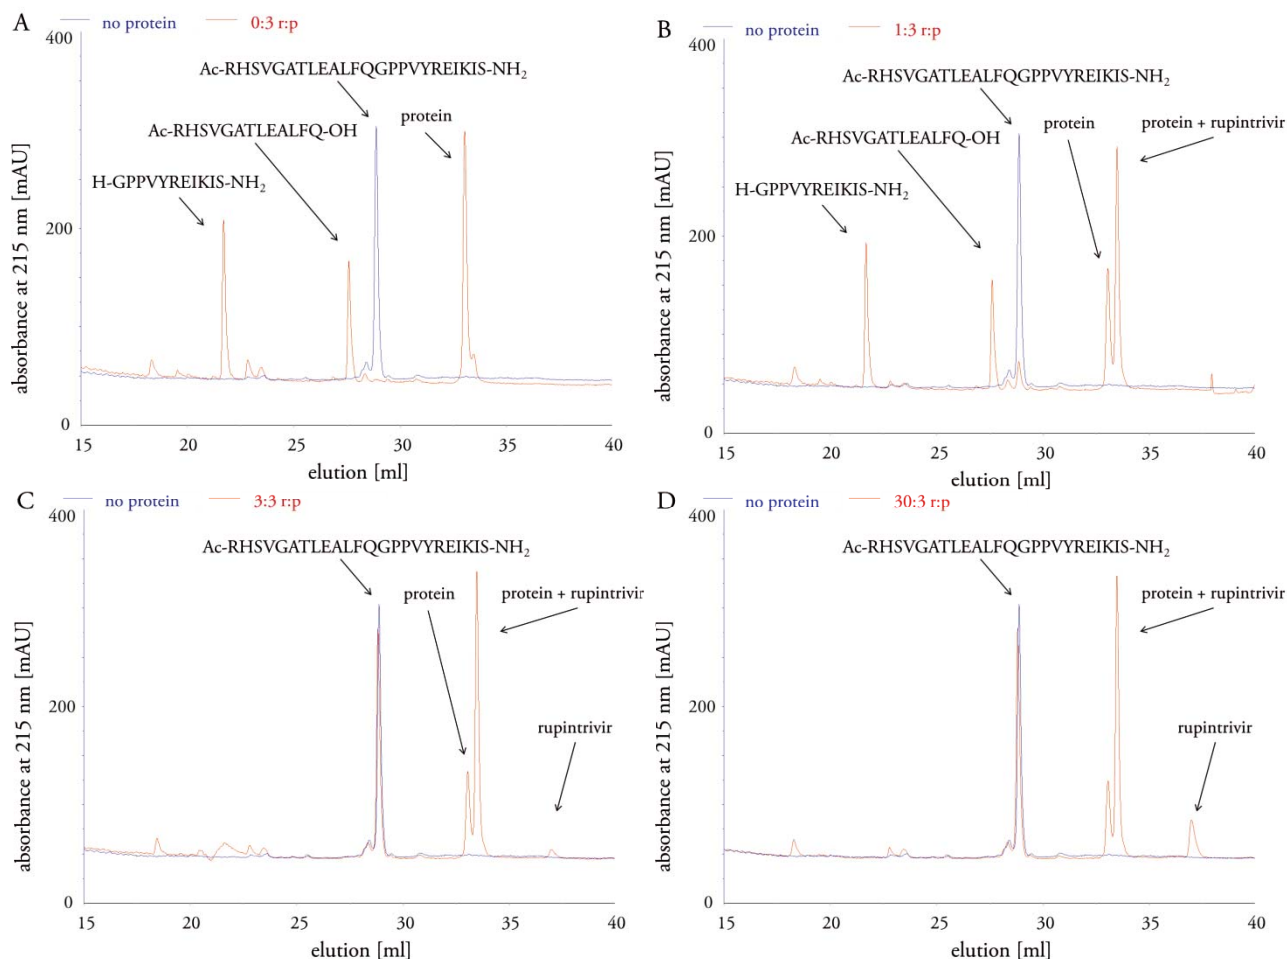 A
no protein 0:3 r:p
400
Ac-RHSVGATLEALFQGPPVYREIKIS-NH₂
protein
Ac-RHSVGATLEALFQ-OH
H-GPPVYREIKIS-NH₂
200
0
absorbance at 215 nm [mAU]
15 20 25 30 35 40
elution [ml]
B
no protein 1:3 r:p
400
Ac-RHSVGATLEALFQGPPVYREIKIS-NH₂
protein
protein + rupintrivir
Ac-RHSVGATLEALFQ-OH
H-GPPVYREIKIS-NH₂
200
0
absorbance at 215 nm [mAU]
15 20 25 30 35 40
elution [ml]
C
no protein 3:3 r:p
400
Ac-RHSVGATLEALFQGPPVYREIKIS-NH₂
protein
protein + rupintrivir
rupintrivir
200
0
absorbance at 215 nm [mAU]
15 20 25 30 35 40
elution [ml]
D
no protein 30:3 r:p
400
Ac-RHSVGATLEALFQGPPVYREIKIS-NH₂
protein + rupintrivir
rupintrivir
200
0
absorbance at 215 nm [mAU]
15 20 25 30 35 40
elution [ml]